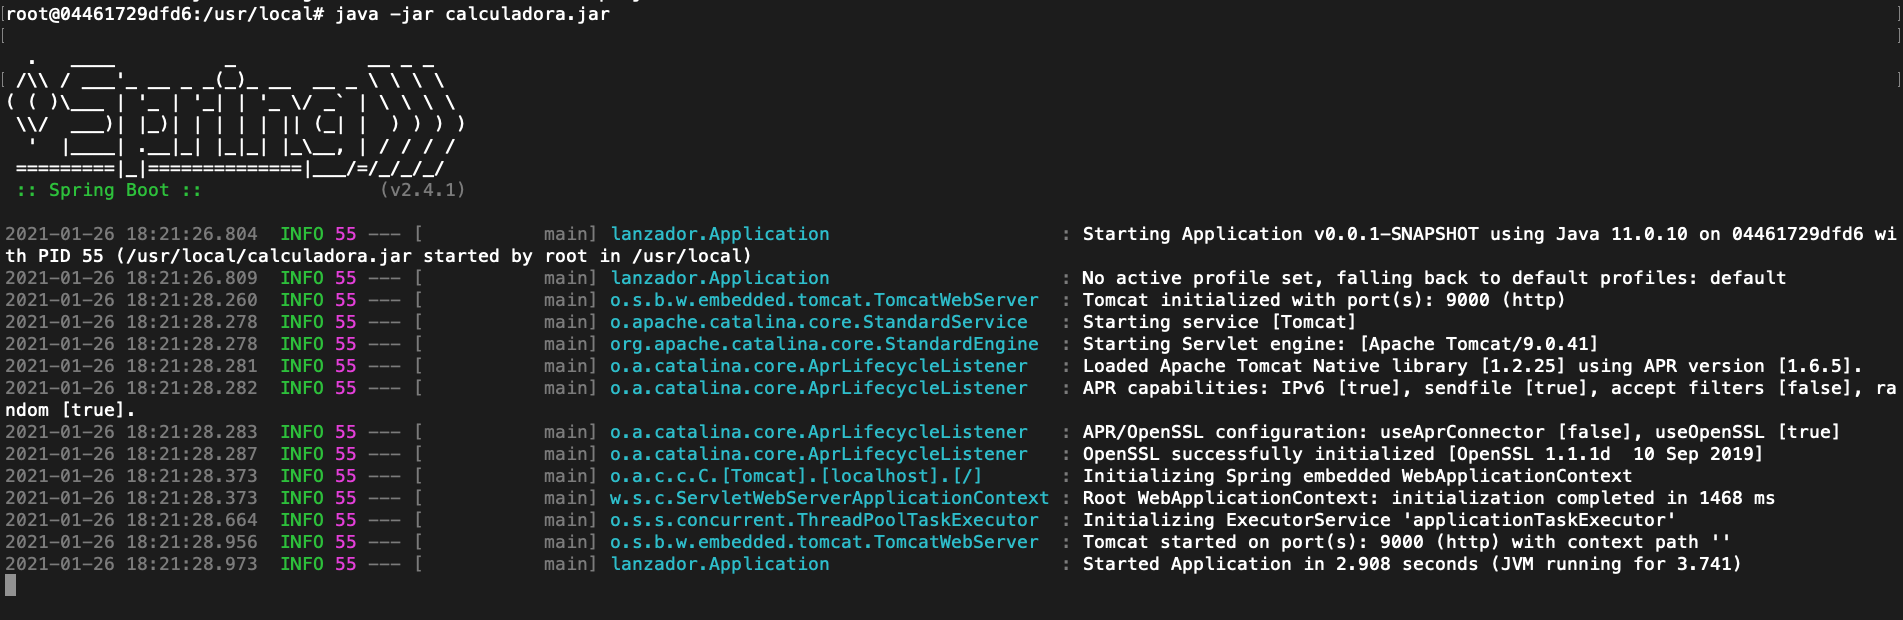 root@04461729dfd6:/usr/local# java -jar calculadora.jar
  .   ____          _            __ _ _
 /\\ / ___'_ __ _ _(_)_ __  __ _ \ \ \ \
( ( )\___ | '_ | '_| | '_ \/ _` | \ \ \ \
 \\/  ___)| |_)| | | | | || (_| |  ) ) ) )
  '  |____| .__|_| |_|_| |_\__, | / / / /
 =========|_|==============|___/=/_/_/_/
 :: Spring Boot ::                (v2.4.1)
2021-01-26 18:21:26.804  INFO 55 --- [           main] lanzador.Application                     : Starting Application v0.0.1-SNAPSHOT using Java 11.0.10 on 04461729dfd6 wi
th PID 55 (/usr/local/calculadora.jar started by root in /usr/local)
2021-01-26 18:21:26.809  INFO 55 --- [           main] lanzador.Application                     : No active profile set, falling back to default profiles: default
2021-01-26 18:21:28.260  INFO 55 --- [           main] o.s.b.w.embedded.tomcat.TomcatWebServer  : Tomcat initialized with port(s): 9000 (http)
2021-01-26 18:21:28.278  INFO 55 --- [           main] o.apache.catalina.core.StandardService   : Starting service [Tomcat]
2021-01-26 18:21:28.278  INFO 55 --- [           main] org.apache.catalina.core.StandardEngine  : Starting Servlet engine: [Apache Tomcat/9.0.41]
2021-01-26 18:21:28.281  INFO 55 --- [           main] o.a.catalina.core.AprLifecycleListener   : Loaded Apache Tomcat Native library [1.2.25] using APR version [1.6.5].
2021-01-26 18:21:28.282  INFO 55 --- [           main] o.a.catalina.core.AprLifecycleListener   : APR capabilities: IPv6 [true], sendfile [true], accept filters [false], ra
ndom [true].
2021-01-26 18:21:28.283  INFO 55 --- [           main] o.a.catalina.core.AprLifecycleListener   : APR/OpenSSL configuration: useAprConnector [false], useOpenSSL [true]
2021-01-26 18:21:28.287  INFO 55 --- [           main] o.a.catalina.core.AprLifecycleListener   : OpenSSL successfully initialized [OpenSSL 1.1.1d  10 Sep 2019]
2021-01-26 18:21:28.373  INFO 55 --- [           main] o.a.c.c.C.[Tomcat].[localhost].[/]       : Initializing Spring embedded WebApplicationContext
2021-01-26 18:21:28.373  INFO 55 --- [           main] w.s.c.ServletWebServerApplicationContext : Root WebApplicationContext: initialization completed in 1468 ms
2021-01-26 18:21:28.664  INFO 55 --- [           main] o.s.s.concurrent.ThreadPoolTaskExecutor  : Initializing ExecutorService 'applicationTaskExecutor'
2021-01-26 18:21:28.956  INFO 55 --- [           main] o.s.b.w.embedded.tomcat.TomcatWebServer  : Tomcat started on port(s): 9000 (http) with context path ''
2021-01-26 18:21:28.973  INFO 55 --- [           main] lanzador.Application                     : Started Application in 2.908 seconds (JVM running for 3.741)